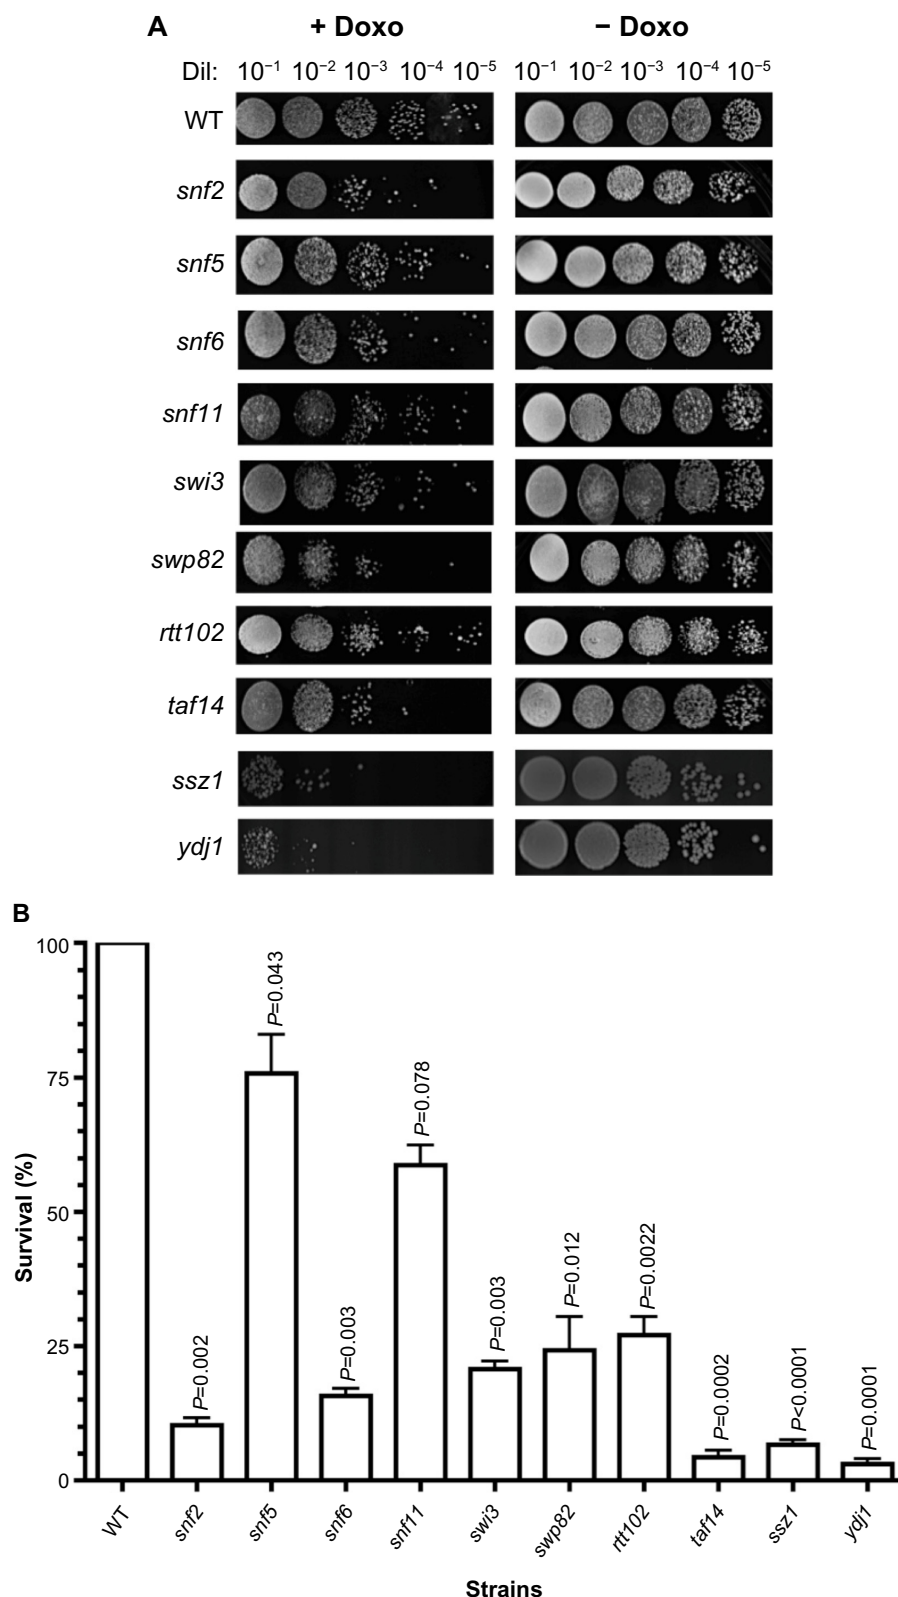 A
+ Doxo − Doxo
Dil: 10⁻¹ 10⁻² 10⁻³ 10⁻⁴ 10⁻⁵ 10⁻¹ 10⁻² 10⁻³ 10⁻⁴ 10⁻⁵
WT
snf2
snf5
snf6
snf11
swi3
swp82
rtt102
taf14
ssz1
ydj1
B
Survival (%)
100
75
50
25
0
P=0.002
P=0.043
P=0.003
P=0.078
P=0.003
P=0.012
P=0.0022
P=0.0002
P<0.0001
P=0.0001
WT snf2 snf5 snf6 snf11 swi3 swp82 rtt102 taf14 ssz1 ydj1
Strains